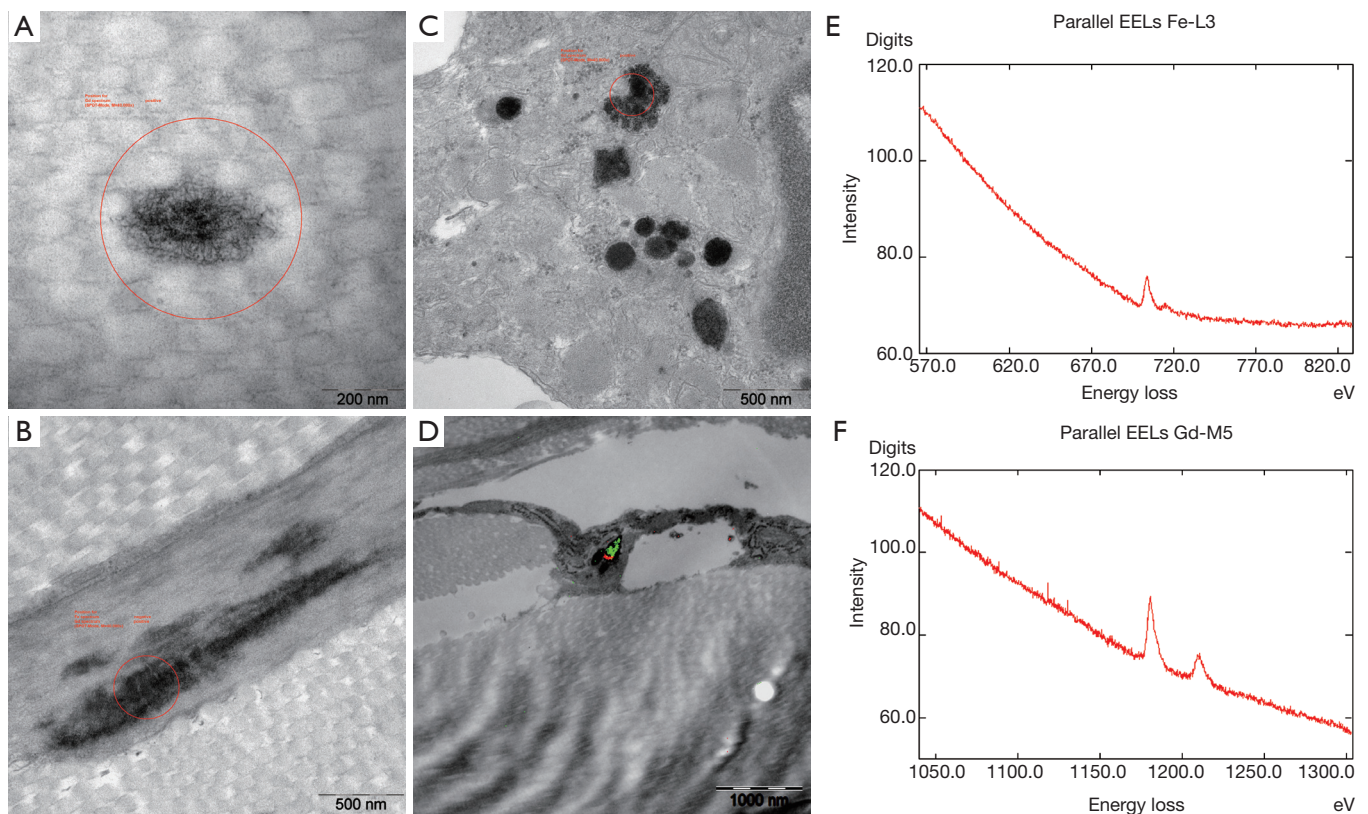 A
200 nm
B
500 nm
C
500 nm
D
1000 nm
E
Parallel EELs Fe-L3
Digits
120.0
100.0
80.0
60.0
Intensity
570.0 620.0 670.0 720.0 770.0 820.0
Energy loss eV
F
Parallel EELs Gd-M5
Digits
120.0
100.0
80.0
60.0
Intensity
1050.0 1100.0 1150.0 1200.0 1250.0 1300.0
Energy loss eV